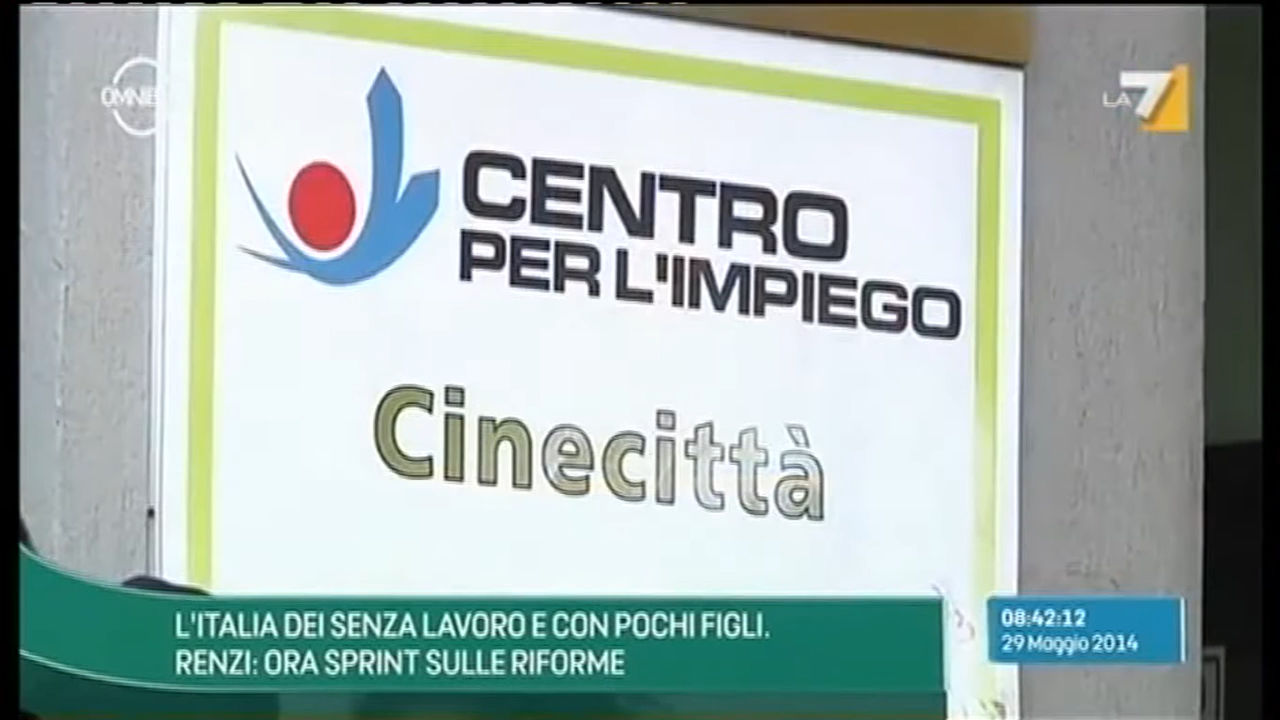 OMNIB
LA7
CENTRO
PER L'IMPIEGO
Cinecittà
L'ITALIA DEI SENZA LAVORO E CON POCHI FIGLI.
RENZI: ORA SPRINT SULLE RIFORME
08:42:12
29 Maggio 2014